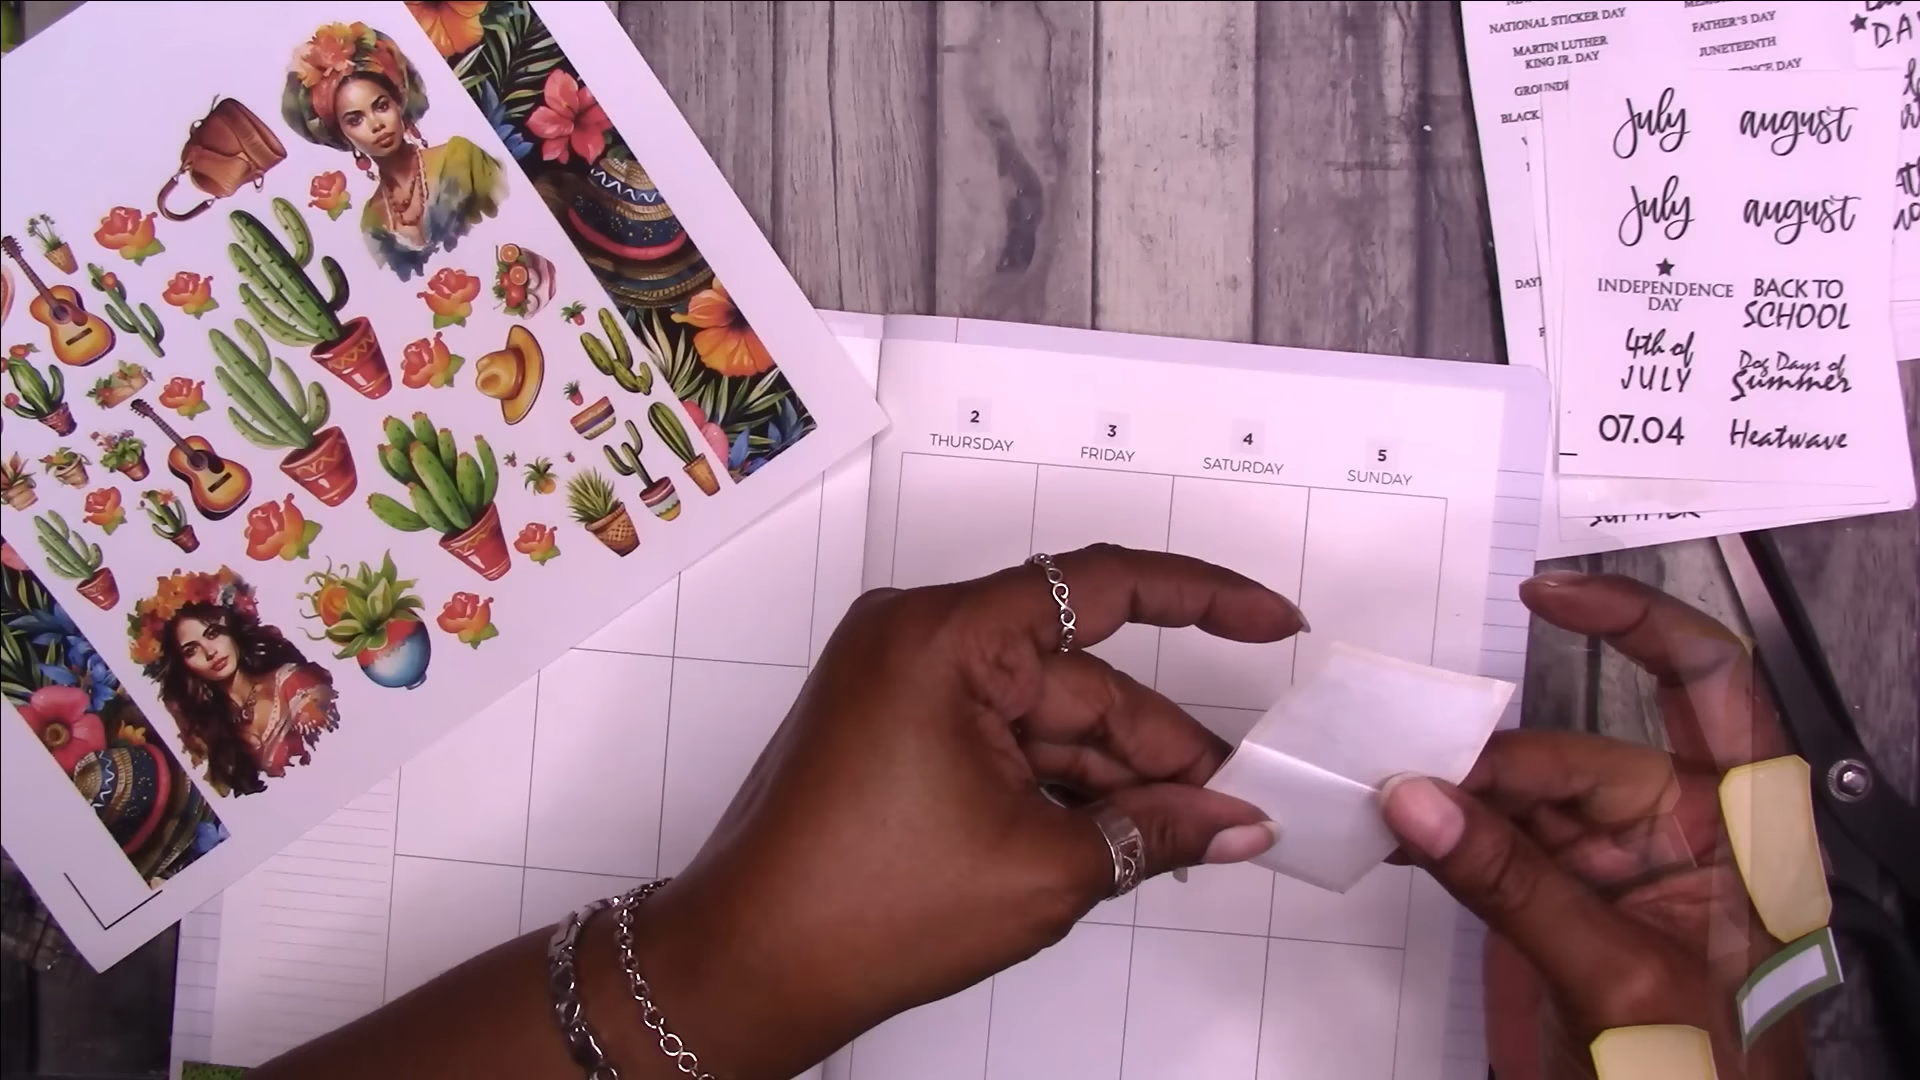 NATIONAL STICKER DAY
MARTIN LUTHER
KING JR. DAY
BLACK
FATHER'S DAY
JUNETEENTH
july august
july august
INDEPENDENCE
DAY
BACK TO
SCHOOL
4th of
JULY
Dog Days of
Summer
07.04
Heatwave
2
THURSDAY
3
FRIDAY
4
SATURDAY
5
SUNDAY